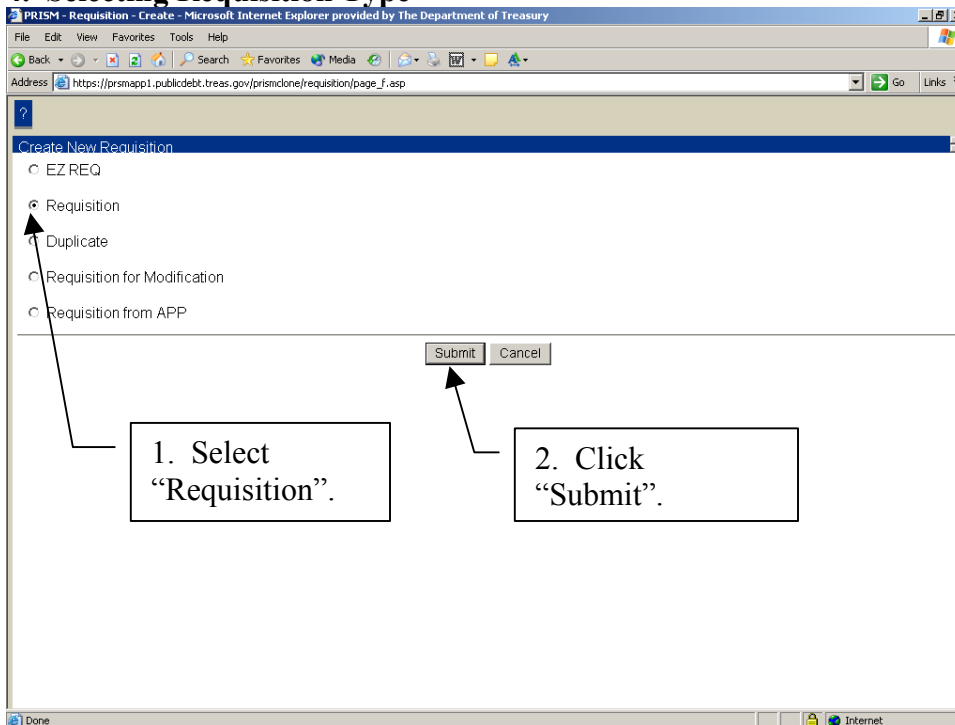 Selecting Requisition Type
PRISM - Requisition - Create - Microsoft Internet Explorer provided by The Department of Treasury
File Edit View Favorites Tools Help
Back Search Favorites Media
Address https://prsmapp1.publicdebt.treas.gov/prismclone/requisition/page_f.asp Go Links
?
Create New Requisition
EZ REQ
Requisition
Duplicate
Requisition for Modification
Requisition from APP
Submit Cancel
1. Select
“Requisition”.
2. Click
“Submit”.
Done Internet